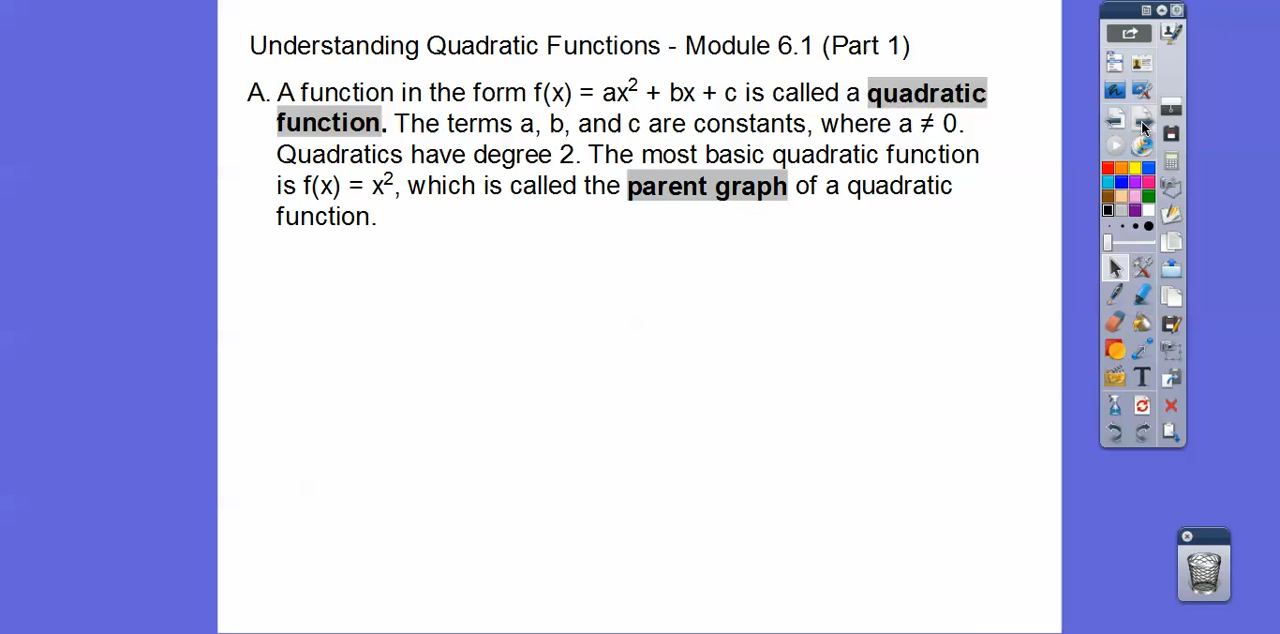 Understanding Quadratic Functions - Module 6.1 (Part 1)
A. A function in the form f(x) = ax² + bx + c is called a quadratic
function. The terms a, b, and c are constants, where a ≠ 0.
Quadratics have degree 2. The most basic quadratic function
is f(x) = x², which is called the parent graph of a quadratic
function.
T